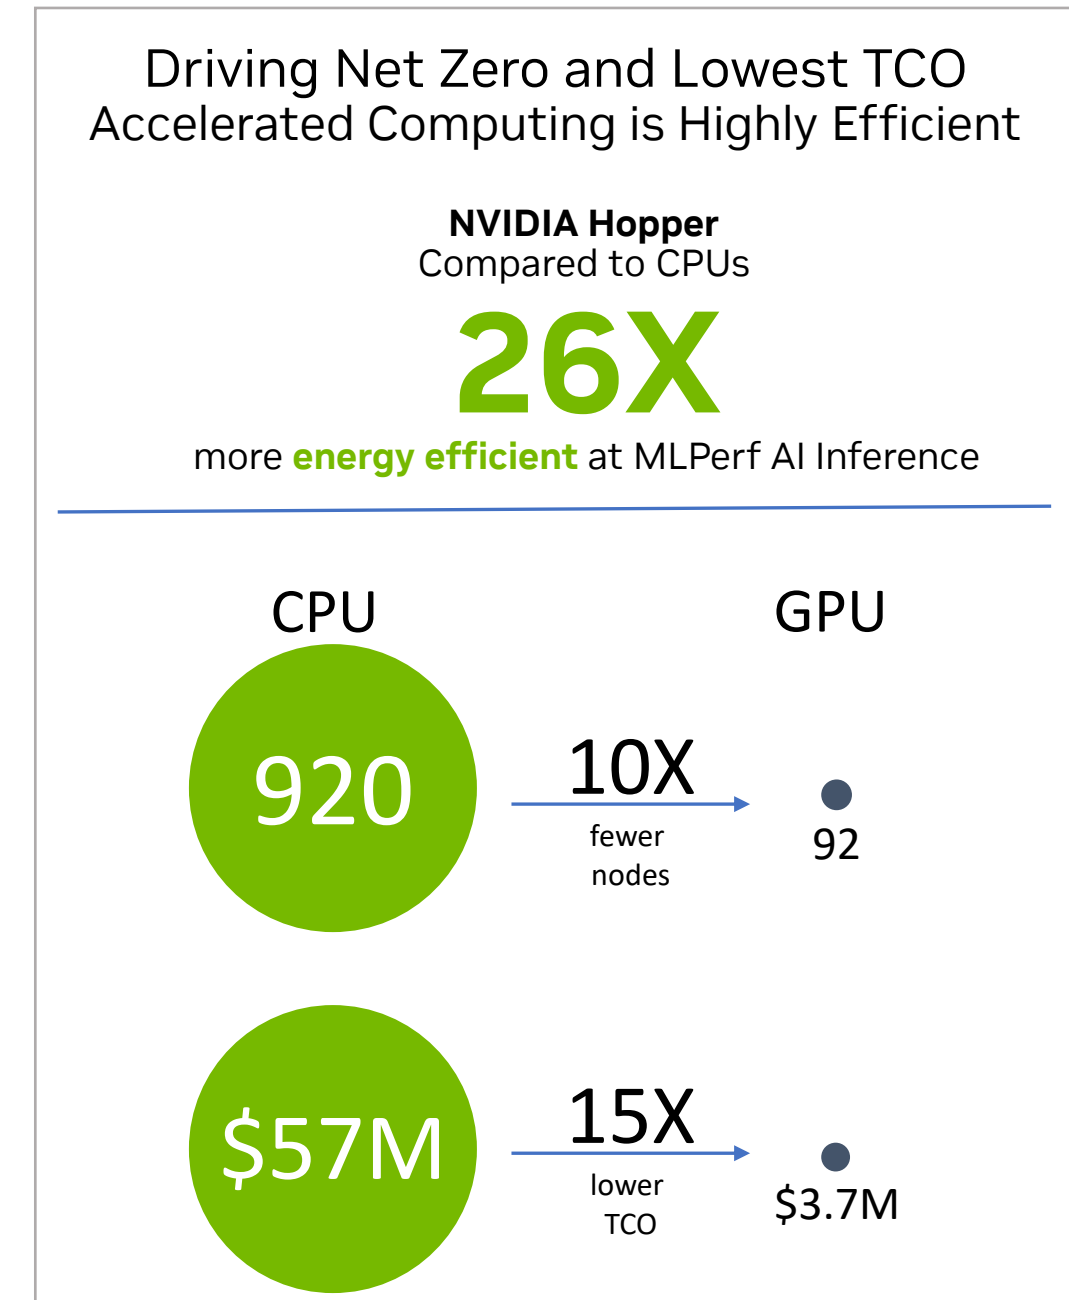 Driving Net Zero and Lowest TCO
Accelerated Computing is Highly Efficient
NVIDIA Hopper
Compared to CPUs
26X
more energy efficient at MLPerf AI Inference
CPU
GPU
920
10X
fewer
nodes
92
$57M
15X
lower
TCO
$3.7M